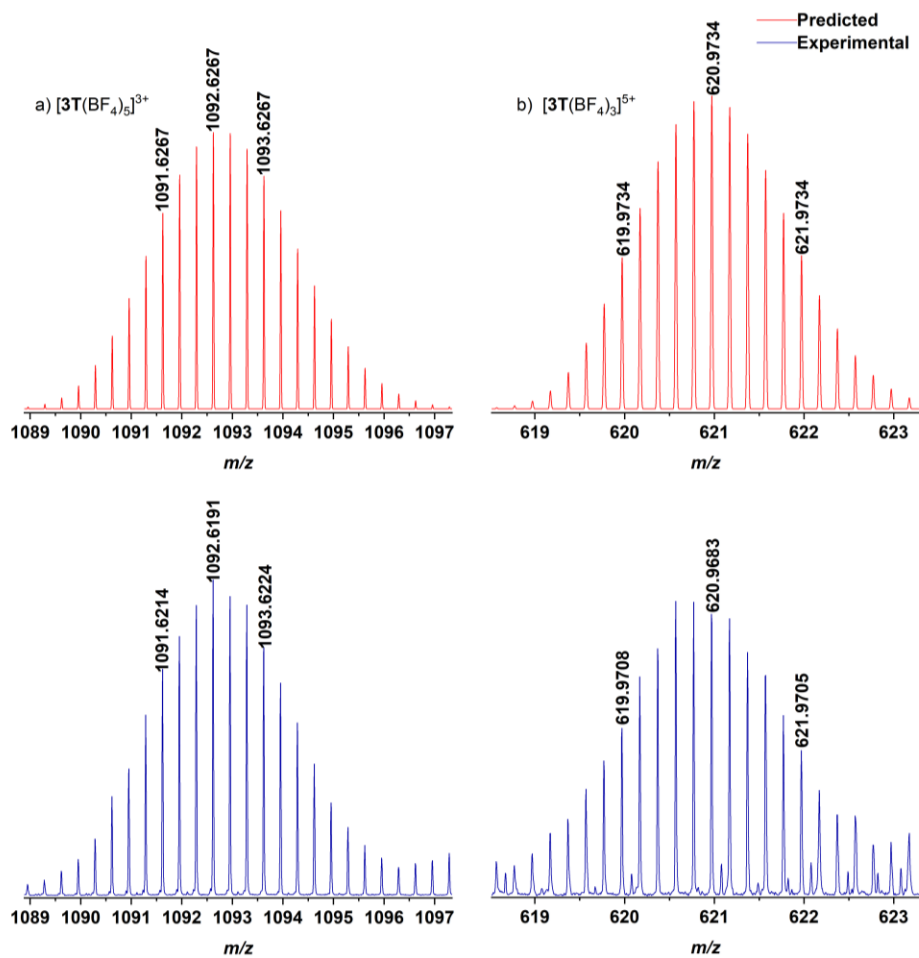 Predicted
Experimental
a) [3T(BF₄)₅]³⁺
1091.6267
1092.6267
1093.6267
1089 1090 1091 1092 1093 1094 1095 1096 1097
m/z
b) [3T(BF₄)₃]⁵⁺
619.9734
620.9734
621.9734
619 620 621 622 623
m/z
1091.6214
1092.6191
1093.6224
1089 1090 1091 1092 1093 1094 1095 1096 1097
m/z
619.9708
620.9683
621.9705
619 620 621 622 623
m/z